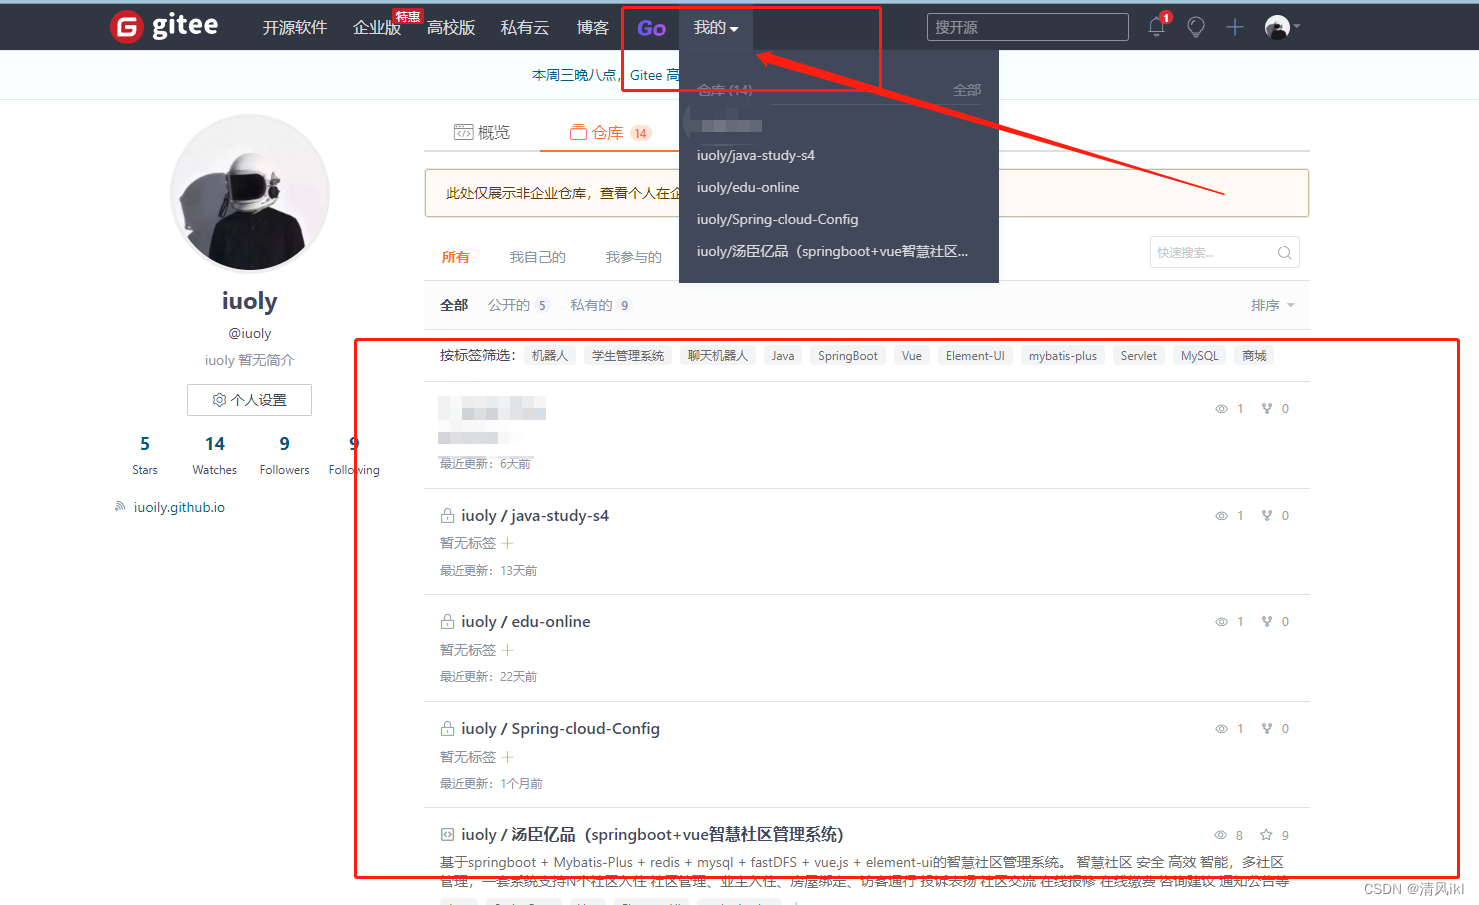 gitee
开源软件 企业版 特惠 高校版 私有云 博客 Go 我的 搜开源 1
本周三晚八点，Gitee 高
仓库 (14) 全部
iuoly/java-study-s4
iuoly/edu-online
iuoly/Spring-cloud-Config
iuoly/汤臣亿品（springboot+vue智慧社区...
概览 仓库 14
此处仅展示非企业仓库，查看个人在企
所有 我自己的 我参与的 快速搜索...
全部 公开的 5 私有的 9 排序
iuoly
@iuoly
iuoly 暂无简介
个人设置
5 14 9 9
Stars Watches Followers Following
iuoily.github.io
按标签筛选： 机器人 学生管理系统 聊天机器人 Java SpringBoot Vue Element-UI mybatis-plus Servlet MySQL 商城
1 0
最近更新：6天前
iuoly / java-study-s4 1 0
暂无标签
最近更新：13天前
iuoly / edu-online 1 0
暂无标签
最近更新：22天前
iuoly / Spring-cloud-Config 1 0
暂无标签
最近更新：1个月前
iuoly / 汤臣亿品（springboot+vue智慧社区管理系统） 8 9
基于springboot + Mybatis-Plus + redis + mysql + fastDFS + vue.js + element-ui的智慧社区管理系统。 智慧社区 安全 高效 智能，多社区
管理，一套系统支持N个社区入住 社区管理、业主入住、房屋绑定、访客通行 投诉表扬 社区交流 在线报修 在线缴费 咨询建议 通知公告等
CSDN @清风jkl